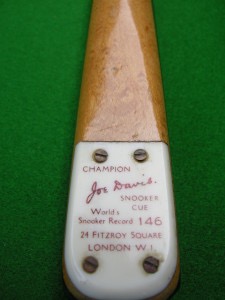 CHAMPION
Joe Davis.
SNOOKER
CUE
World's
Snooker Record 146
24 FITZROY SQUARE
LONDON W.1.